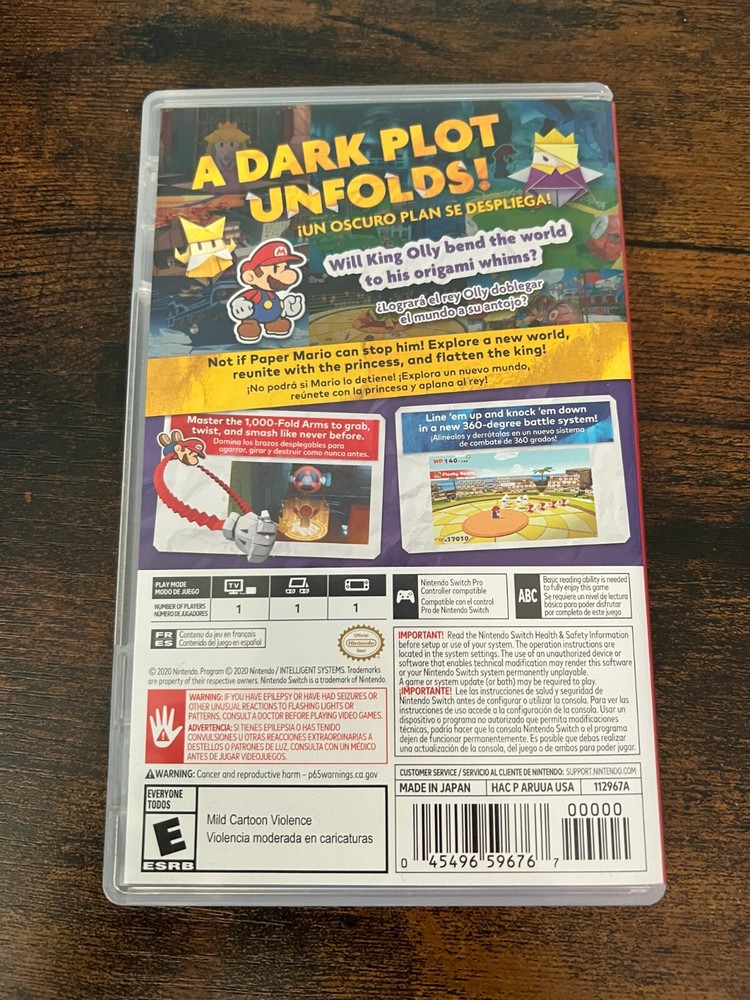 A DARK PLOT
UNFOLDS!
¡UN OSCURO PLAN SE DESPLIEGA!
Will King Olly bend the world
to his origami whims?
¿Logrará el rey Olly doblegar
el mundo a su antojo?
Not if Paper Mario can stop him! Explore a new world,
reunite with the princess, and flatten the king!
¡No podrá si Mario lo detiene! ¡Explora un nuevo mundo,
reúnete con la princesa y aplana al rey!
Master the 1,000-Fold Arms to grab,
twist, and smash like never before.
Domina los brazos desplegables para
agarrar, girar y destruir como nunca antes.
Line 'em up and knock 'em down
in a new 360-degree battle system!
¡Alinéalos y derrótalos en un nuevo sistema
de combate de 360 grados!
HP 140
PLAY MODE
MODO DE JUEGO
TV
NUMBER OF PLAYERS
NÚMERO DE JUGADORES
1 1 1
Nintendo Switch Pro
Controller compatible
Compatible con el control
Pro de Nintendo Switch
ABC
Basic reading ability is needed
to fully enjoy this game
Se requiere un nivel de lectura
básico para poder disfrutar
por completo de este juego
FR Contenu du jeu en français
ES Contenido del juego en español
Official
Nintendo
Seal
© 2020 Nintendo. Program © 2020 Nintendo / INTELLIGENT SYSTEMS. Trademarks
are property of their respective owners. Nintendo Switch is a trademark of Nintendo.
WARNING: IF YOU HAVE EPILEPSY OR HAVE HAD SEIZURES OR
OTHER UNUSUAL REACTIONS TO FLASHING LIGHTS OR
PATTERNS, CONSULT A DOCTOR BEFORE PLAYING VIDEO GAMES.
ADVERTENCIA: SI TIENES EPILEPSIA O HAS TENIDO
CONVULSIONES U OTRAS REACCIONES EXTRAORDINARIAS A
DESTELLOS O PATRONES DE LUZ, CONSULTA CON UN MÉDICO
ANTES DE JUGAR VIDEOJUEGOS.
WARNING: Cancer and reproductive harm – p65warnings.ca.gov
EVERYONE
TODOS
E
ESRB
Mild Cartoon Violence
Violencia moderada en caricaturas
IMPORTANT! Read the Nintendo Switch Health & Safety Information
before setup or use of your system. The operation instructions are
located in the system settings. The use of an unauthorized device or
software that enables technical modification may render this software
or your Nintendo Switch system permanently unplayable.
A game or system update (or both) may be required to play.
¡IMPORTANTE! Lee las instrucciones de salud y seguridad de
Nintendo Switch antes de configurar o utilizar la consola. Para ver las
instrucciones de uso accede a la configuración de la consola. Usar un
dispositivo o programa no autorizado que permita modificaciones
técnicas, podría hacer que la consola Nintendo Switch o el programa
dejen de funcionar permanentemente. Es posible que debas realizar
una actualización de la consola, del juego o de ambos para poder jugar.
CUSTOMER SERVICE / SERVICIO AL CLIENTE DE NINTENDO: SUPPORT.NINTENDO.COM
MADE IN JAPAN HAC P ARUUA USA 112967A
00000
0 45496 59676 7